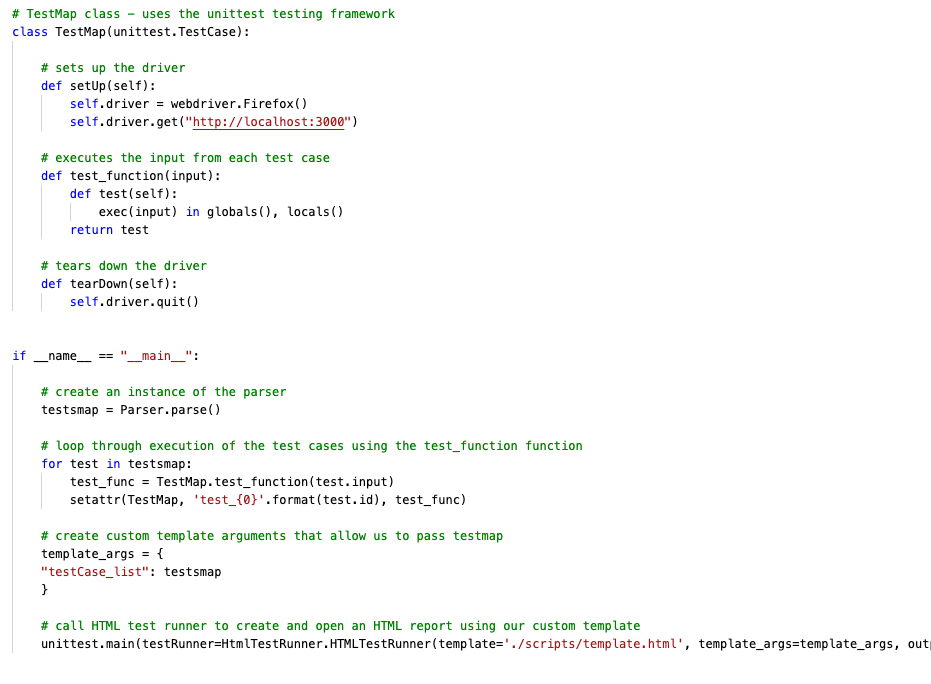 # TestMap class – uses the unittest testing framework
class TestMap(unittest.TestCase):
# sets up the driver
def setUp(self):
self.driver = webdriver.Firefox()
self.driver.get("http://localhost:3000")
# executes the input from each test case
def test_function(input):
def test(self):
exec(input) in globals(), locals()
return test
# tears down the driver
def tearDown(self):
self.driver.quit()
if __name__ == "__main__":
# create an instance of the parser
testsmap = Parser.parse()
# loop through execution of the test cases using the test_function function
for test in testsmap:
test_func = TestMap.test_function(test.input)
setattr(TestMap, 'test_{0}'.format(test.id), test_func)
# create custom template arguments that allow us to pass testmap
template_args = {
"testCase_list": testsmap
}
# call HTML test runner to create and open an HTML report using our custom template
unittest.main(testRunner=HtmlTestRunner.HTMLTestRunner(template='./scripts/template.html', template_args=template_args,